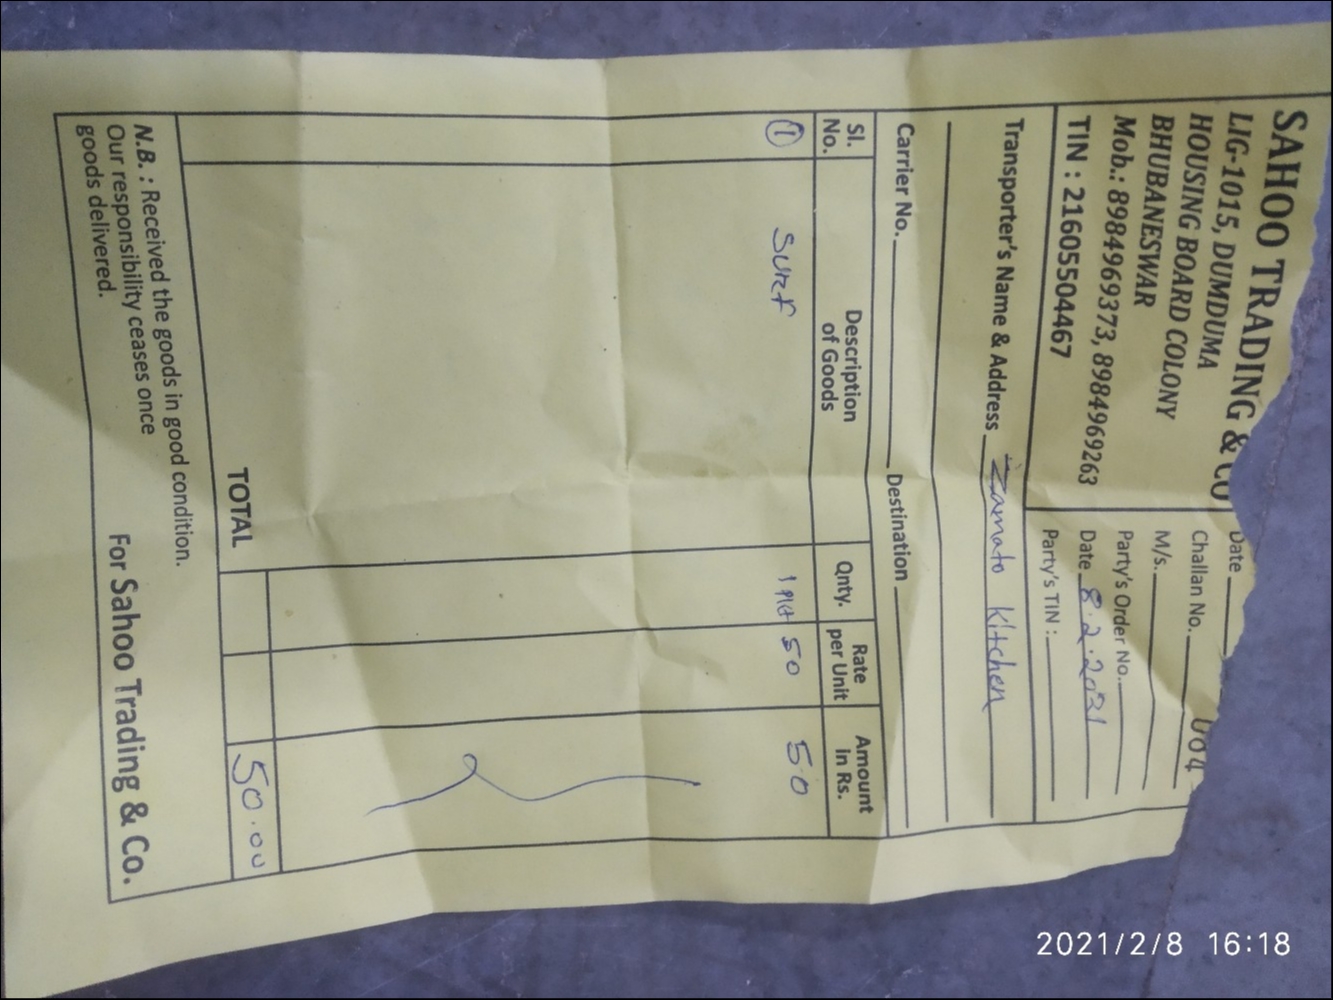 SAHOO TRADING & CO
LIG-1015, DUMDUMA
HOUSING BOARD COLONY
BHUBANESWAR
Mob.: 8984969373, 8984969263
TIN : 21605504467
Date
Challan No. 004
M/s.
Party's Order No.
Date 8.2.2021
Party's TIN :
Transporter's Name & Address Zamato Kitchen
Carrier No. Destination
Sl. No. Description of Goods Qnty. Rate per Unit Amount in Rs.
1 Surf 1 pkt 50 50
TOTAL 50.00
N.B. : Received the goods in good condition.
Our responsibility ceases once
goods delivered.
For Sahoo Trading & Co.
2021/2/8 16:18